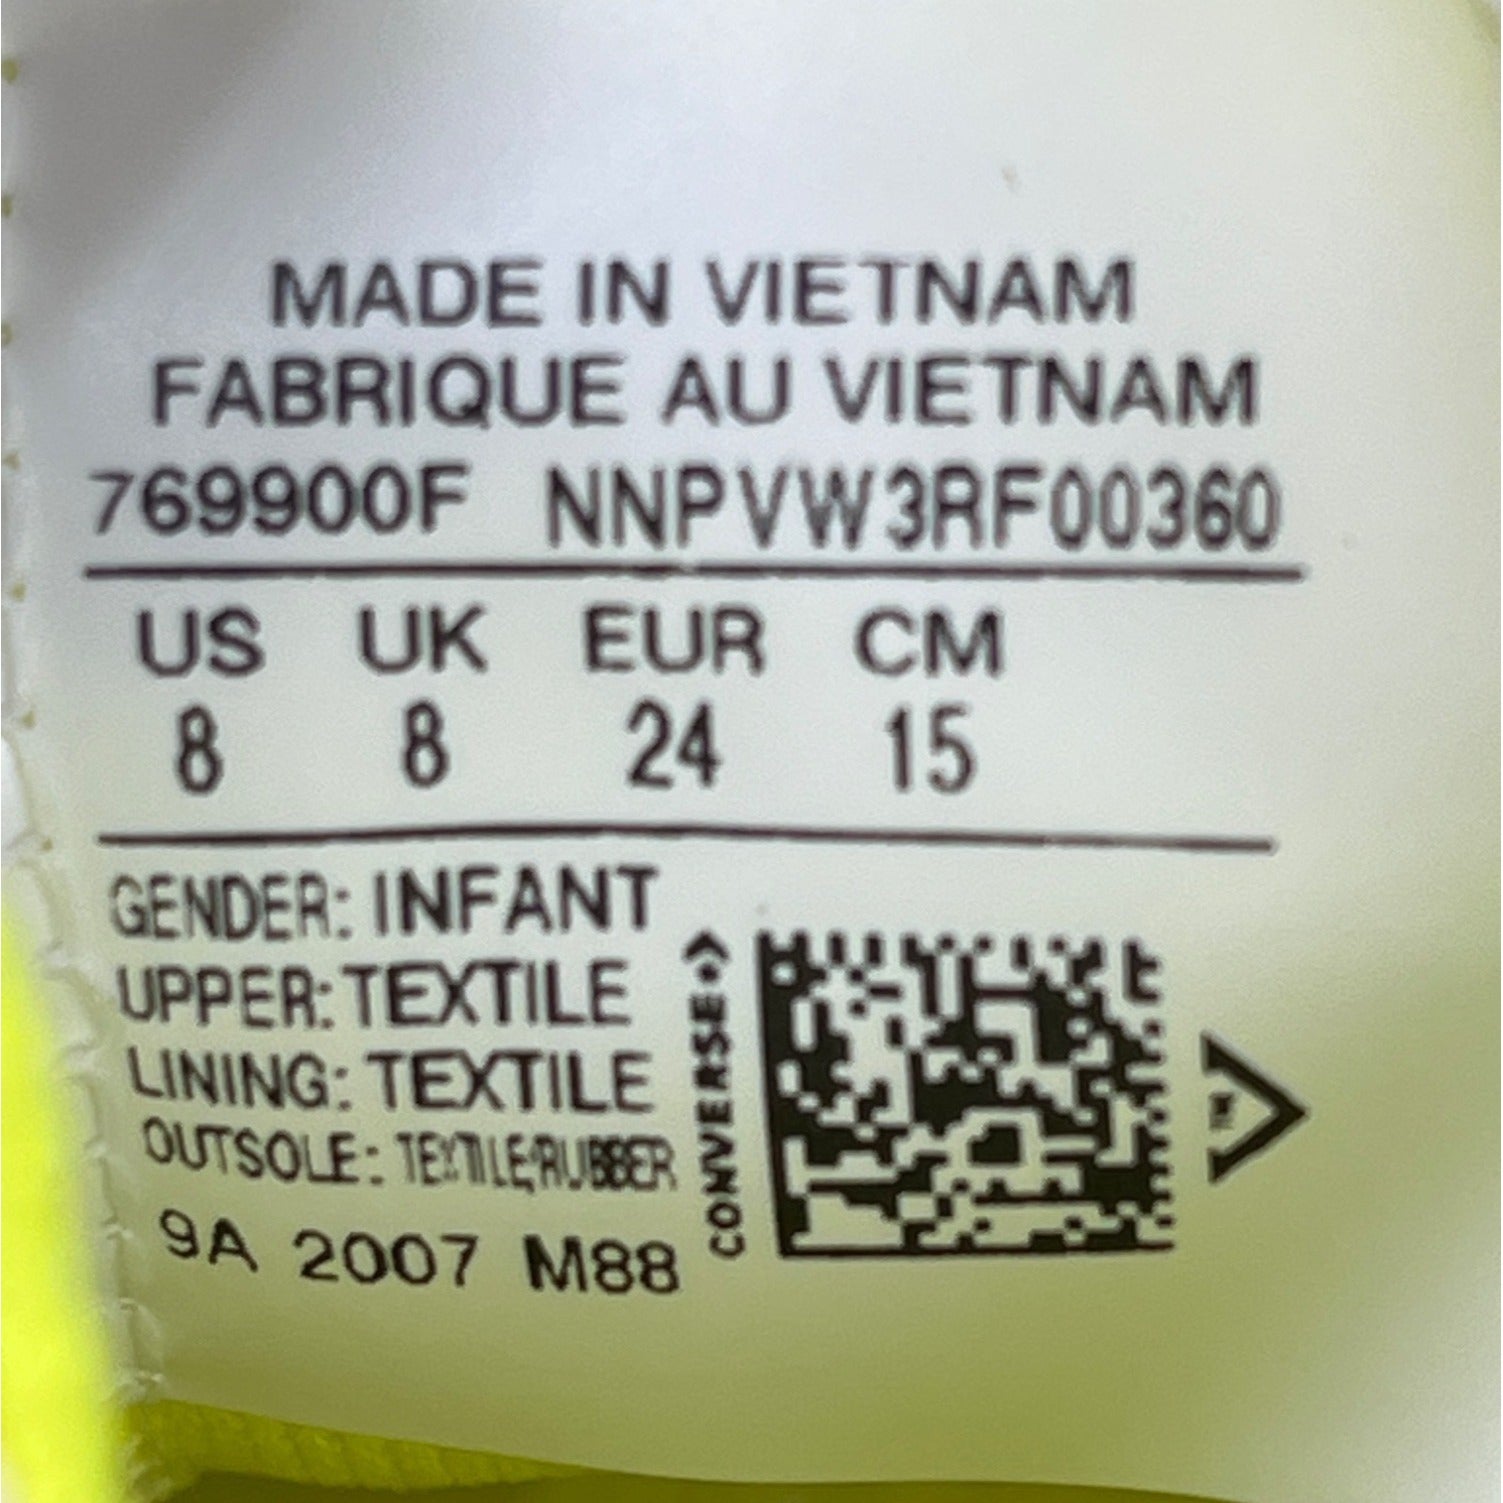 MADE IN VIETNAM
FABRIQUE AU VIETNAM
769900F NNPVW3RF00360
US UK EUR CM
8 8 24 15
GENDER: INFANT
UPPER: TEXTILE
LINING: TEXTILE
OUTSOLE: TEXTILE/RUBBER
9A 2007 M88
CONVERSE
TM